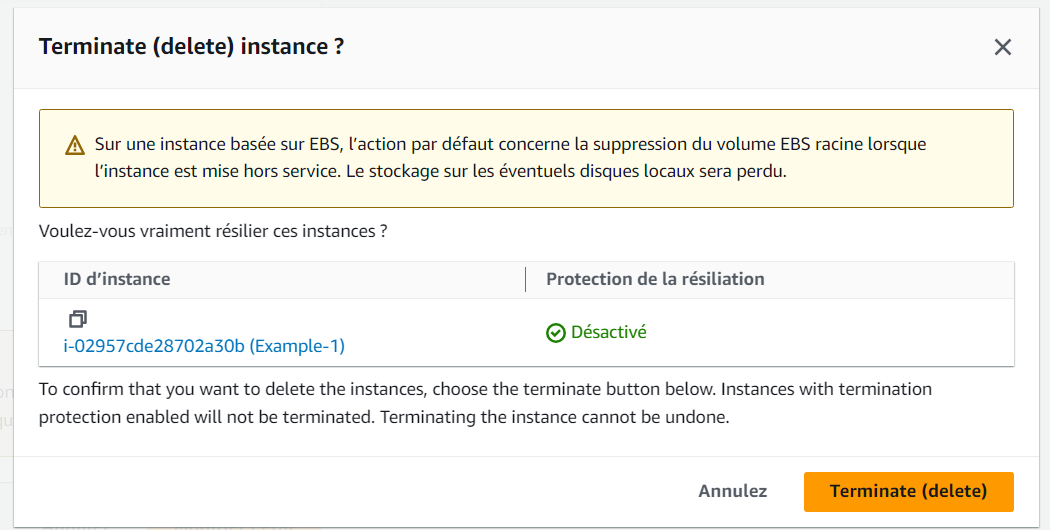 Terminate (delete) instance ?
Sur une instance basée sur EBS, l’action par défaut concerne la suppression du volume EBS racine lorsque
l’instance est mise hors service. Le stockage sur les éventuels disques locaux sera perdu.
Voulez-vous vraiment résilier ces instances ?
ID d’instance
Protection de la résiliation
i-02957cde28702a30b (Example-1)
Désactivé
To confirm that you want to delete the instances, choose the terminate button below. Instances with termination
protection enabled will not be terminated. Terminating the instance cannot be undone.
Annulez
Terminate (delete)